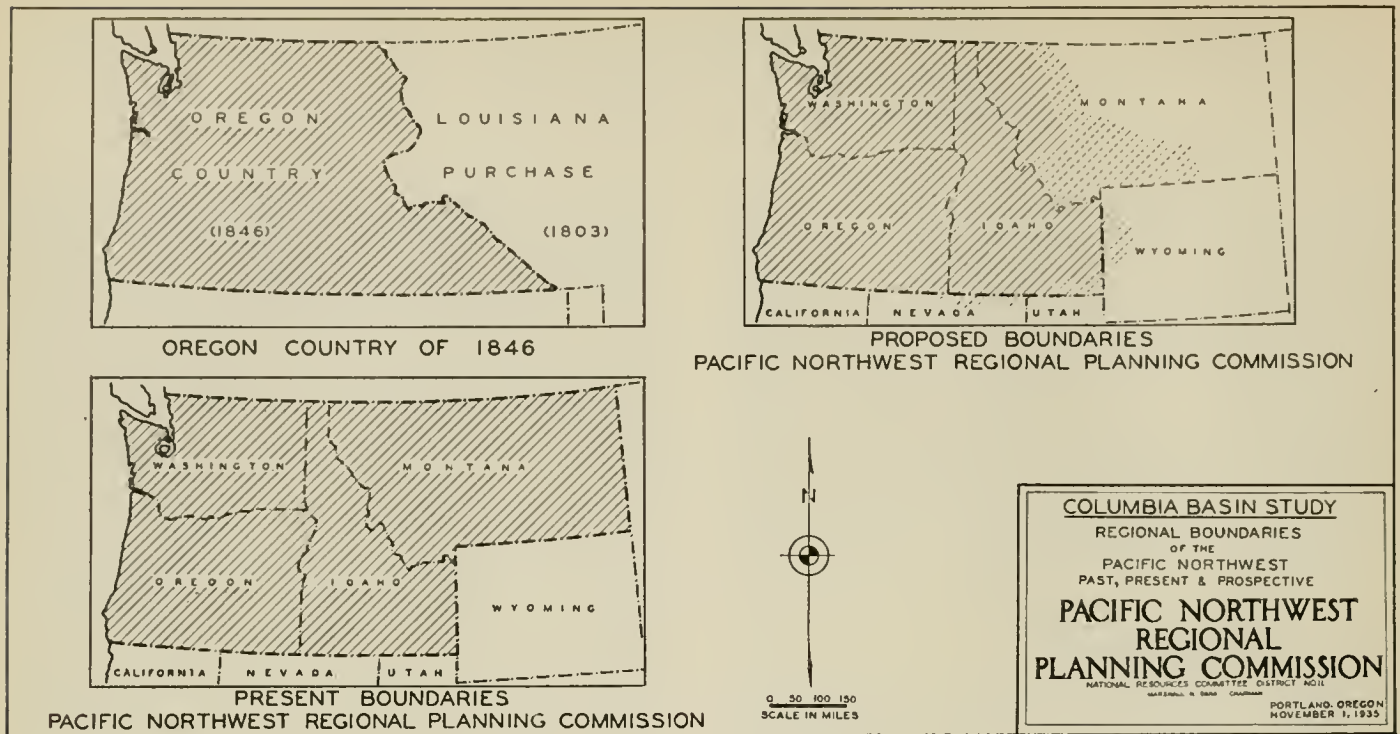 OREGON
COUNTRY
(1846)
LOUISIANA
PURCHASE
(1803)
OREGON COUNTRY OF 1846
WASHINGTON
MONTANA
OREGON
IDAHO
WYOMING
CALIFORNIA
NEVADA
UTAH
PROPOSED BOUNDARIES
PACIFIC NORTHWEST REGIONAL PLANNING COMMISSION
WASHINGTON
MONTANA
OREGON
IDAHO
WYOMING
CALIFORNIA
NEVADA
UTAH
PRESENT BOUNDARIES
PACIFIC NORTHWEST REGIONAL PLANNING COMMISSION
N
0 50 100 150
SCALE IN MILES
COLUMBIA BASIN STUDY
REGIONAL BOUNDARIES
OF THE
PACIFIC NORTHWEST
PAST, PRESENT & PROSPECTIVE
PACIFIC NORTHWEST
REGIONAL
PLANNING COMMISSION
NATIONAL RESOURCES COMMITTEE DISTRICT NO.11
MARSHALL N. DANA CHAIRMAN
PORTLAND, OREGON
NOVEMBER 1, 1935